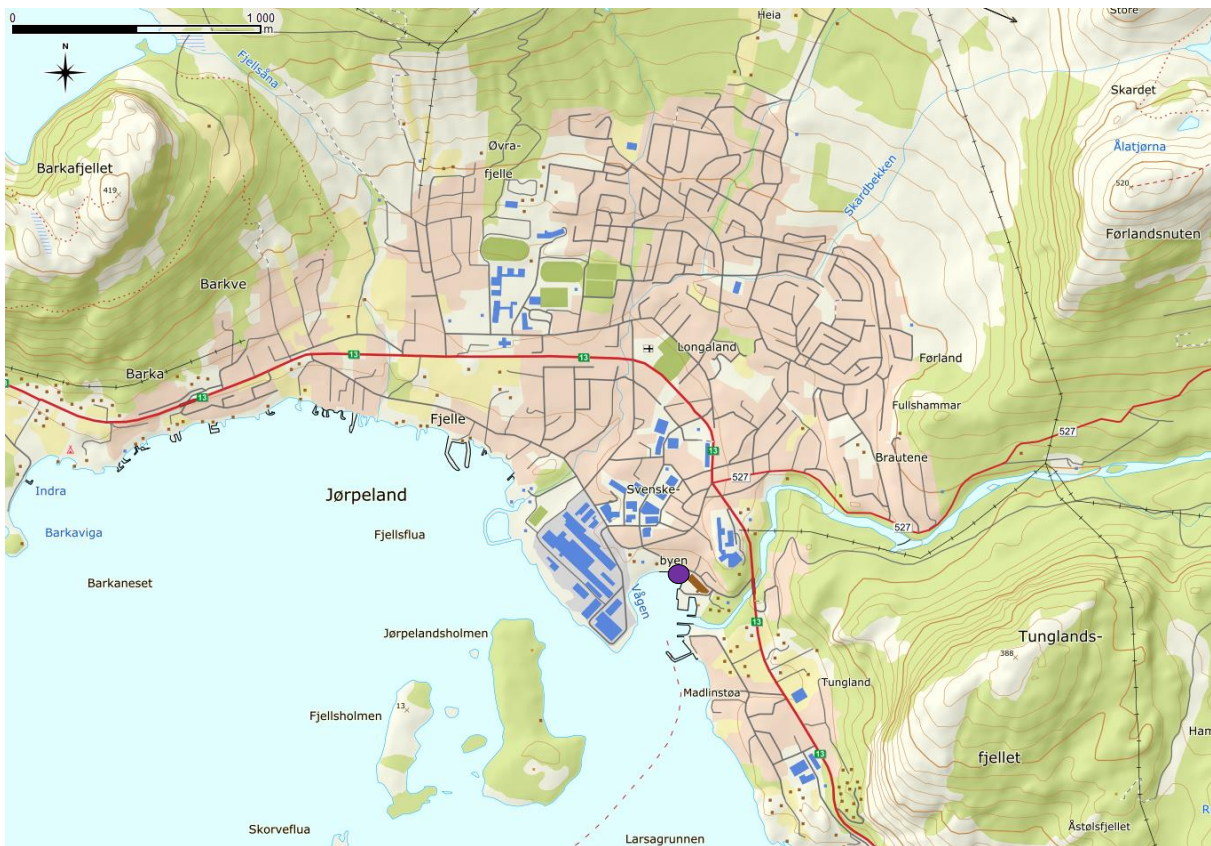 0
1 000
m
N
Heia
Store
Fjellsåna
Skardet
Øvra-
fjelle
Barkafjellet
419
Ålatjørna
520
Skardbekken
Førlandsnuten
Barkve
13
13
Longaland
Førland
Barka
13
Fullshammar
Fjelle
527
13
Brautene
527
Indra
Jørpeland
Svenske-
527
Barkaviga
Fjellsflua
byen
Barkaneset
Vågen
13
Jørpelandsholmen
Tunglands-
388
Madlinstøa
Tungland
13
Fjellsholmen
Ham
13
fjellet
R
Skorveflua
Larsagrunnen
Åstølsfjellet